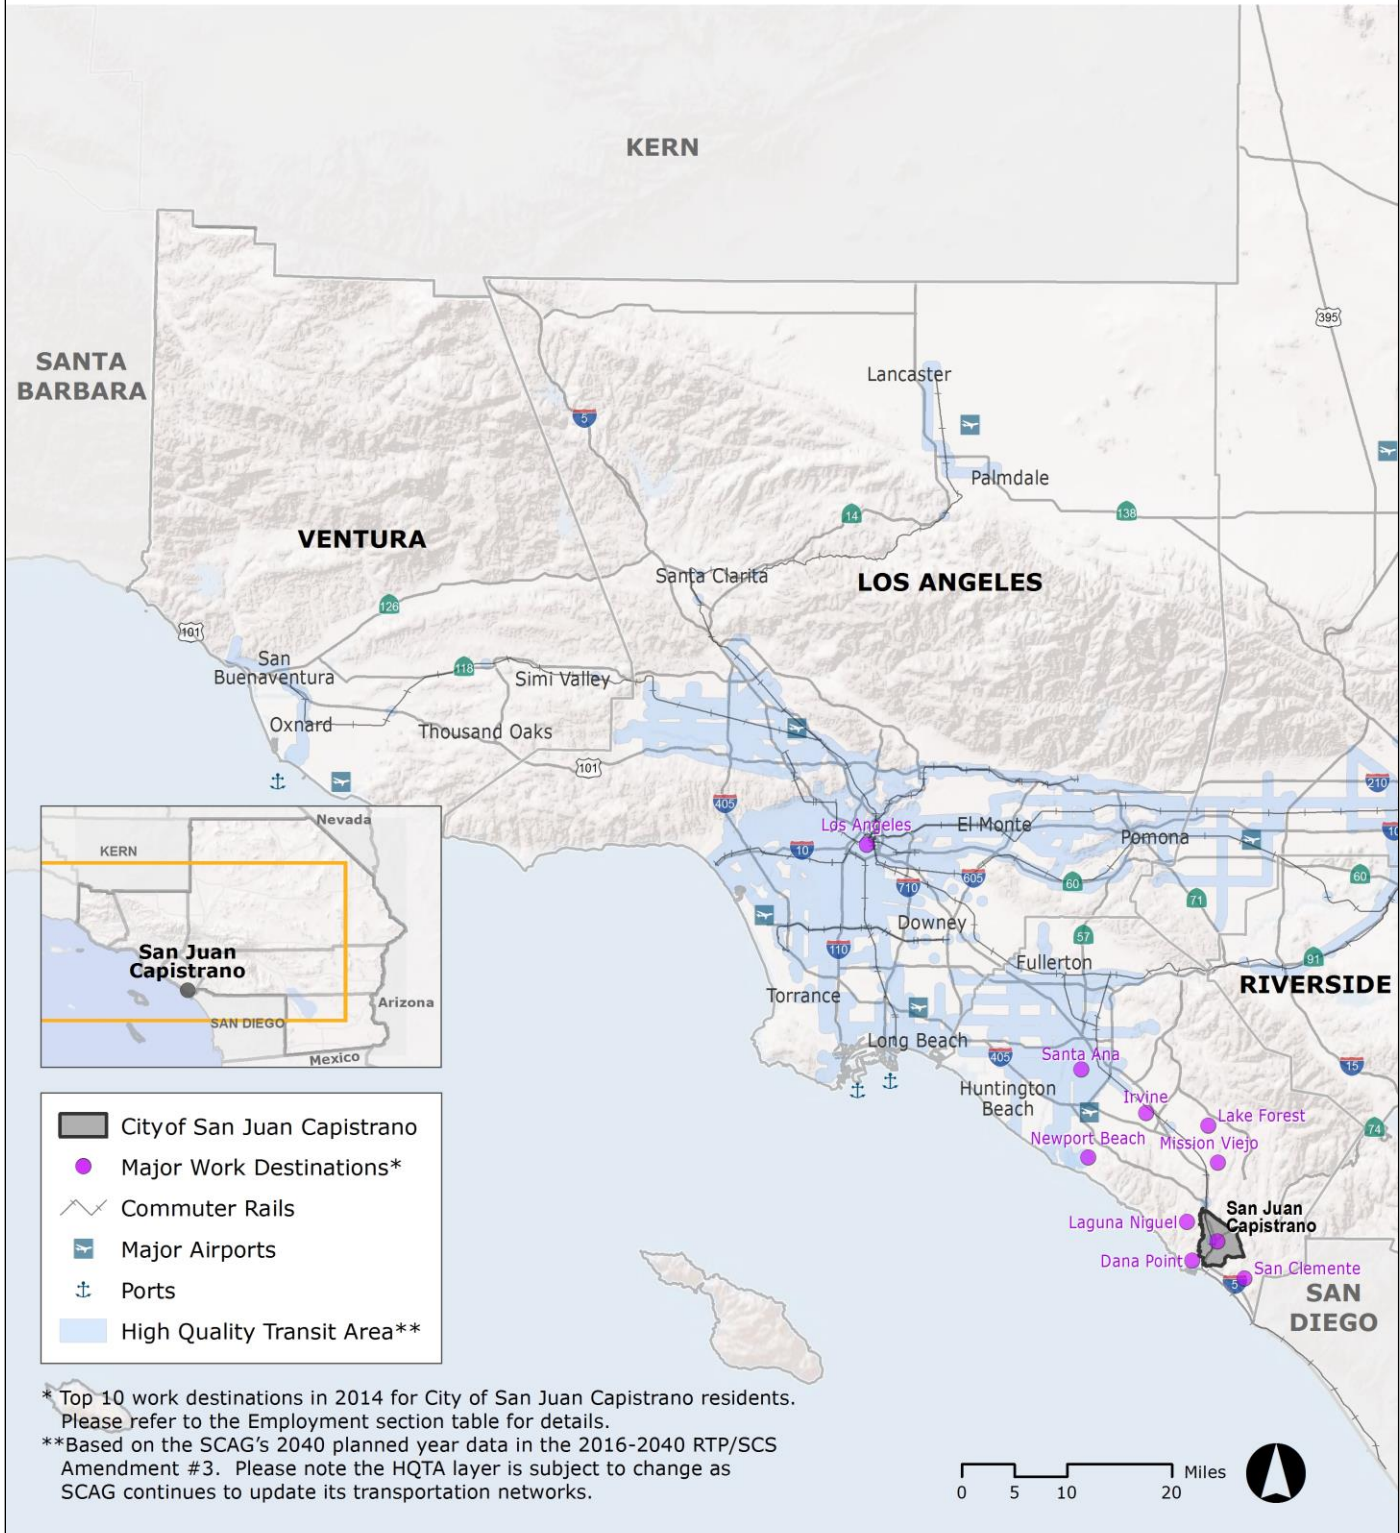 KERN
395
SANTA
BARBARA
Lancaster
5
Palmdale
14
138
VENTURA
Santa Clarita
LOS ANGELES
126
101
San
Buenaventura
118
Simi Valley
Oxnard
Thousand Oaks
101
405
210
Los Angeles
El Monte
Pomona
10
10
60
605
710
60
71
Downey
57
110
Fullerton
91
RIVERSIDE
Torrance
Long Beach
405
Santa Ana
15
Huntington
Beach
Irvine
Lake Forest
74
Newport Beach
Mission Viejo
San Juan
Capistrano
Laguna Niguel
Dana Point
San Clemente
5
SAN
DIEGO
Nevada
KERN
San Juan
Capistrano
Arizona
SAN DIEGO
Mexico
City of San Juan Capistrano
Major Work Destinations*
Commuter Rails
Major Airports
Ports
High Quality Transit Area**
* Top 10 work destinations in 2014 for City of San Juan Capistrano residents.
Please refer to the Employment section table for details.
**Based on the SCAG's 2040 planned year data in the 2016-2040 RTP/SCS
Amendment #3. Please note the HQTA layer is subject to change as
SCAG continues to update its transportation networks.
Miles
0 5 10 20